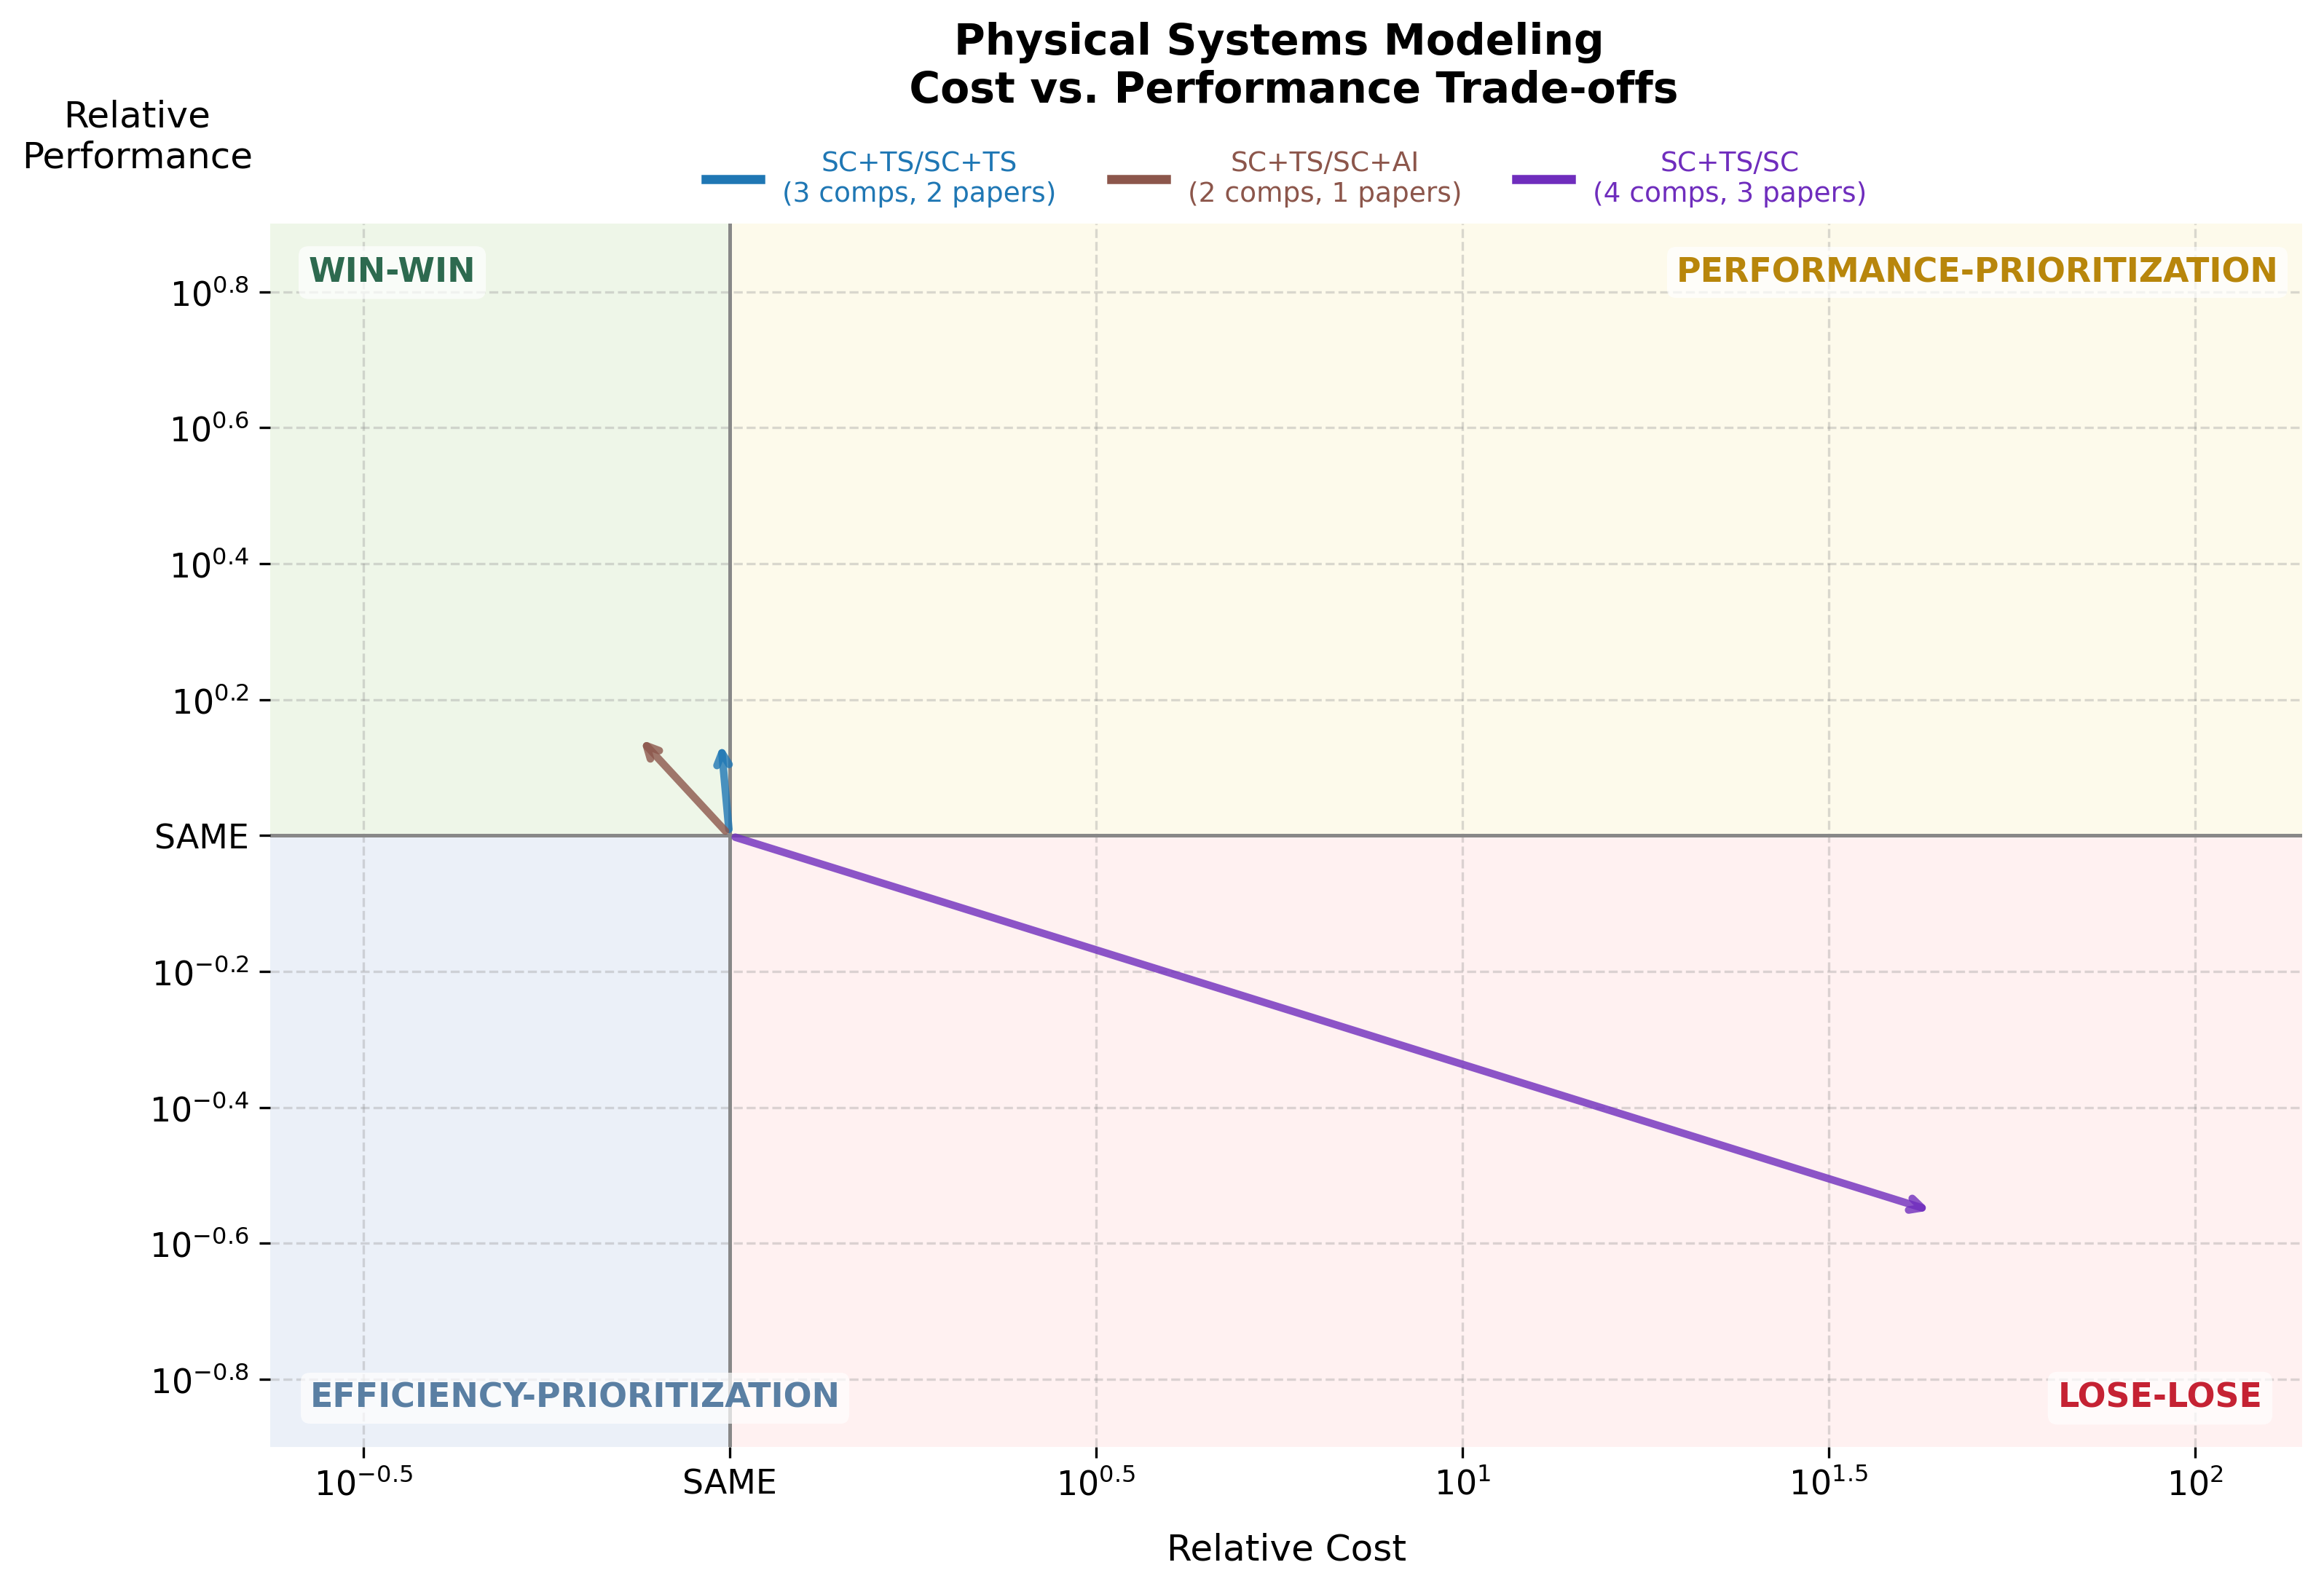 Physical Systems Modeling
Cost vs. Performance Trade-offs
Relative
Performance
SC+TS/SC+TS
(3 comps, 2 papers)
SC+TS/SC+AI
(2 comps, 1 papers)
SC+TS/SC
(4 comps, 3 papers)
WIN-WIN
PERFORMANCE-PRIORITIZATION
10^0.8
10^0.6
10^0.4
10^0.2
SAME
10^−0.2
10^−0.4
10^−0.6
10^−0.8
EFFICIENCY-PRIORITIZATION
LOSE-LOSE
10^−0.5
SAME
10^0.5
10^1
10^1.5
10^2
Relative Cost